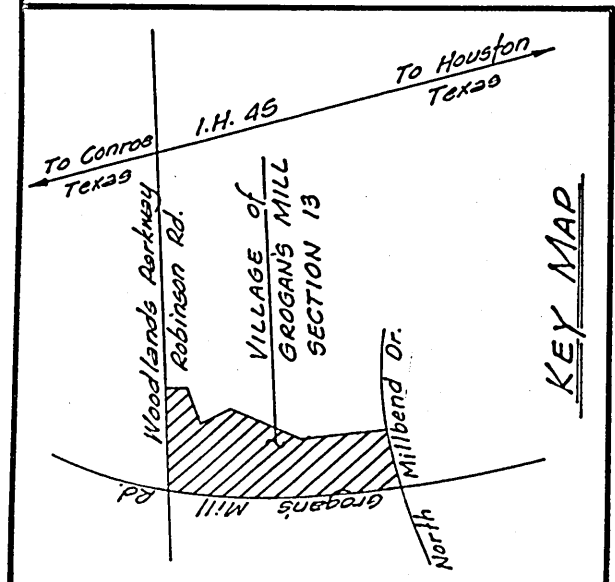 To Houston
Texas
I.H. 45
To Conroe
Texas
Woodlands Parkway
Robinson Rd.
VILLAGE of
GROGAN'S MILL
SECTION 13
KEY MAP
North Millbend Dr.
Grogan's Mill Rd.